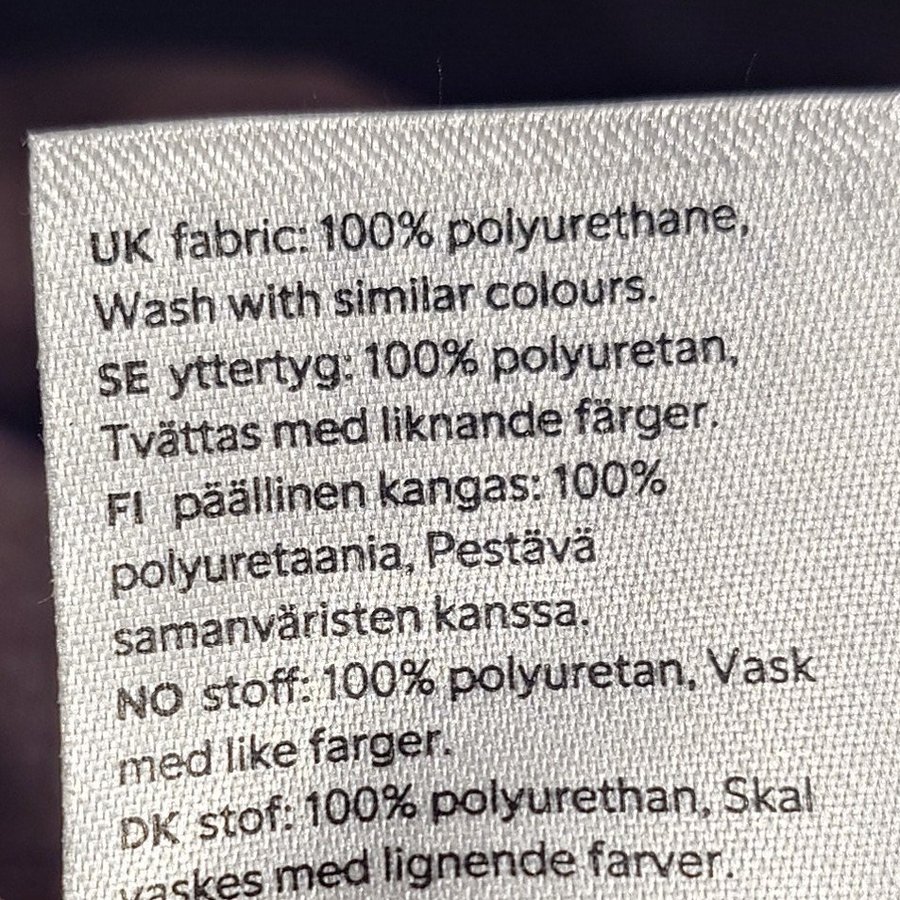 UK fabric: 100% polyurethane,
Wash with similar colours.
SE yttertyg: 100% polyuretan,
Tvättas med liknande färger.
FI päällinen kangas: 100%
polyuretaania, Pestävä
samanväristen kanssa.
NO stoff: 100% polyuretan, Vask
med like farger.
DK stof: 100% polyurethan, Skal
vaskes med lignende farver.